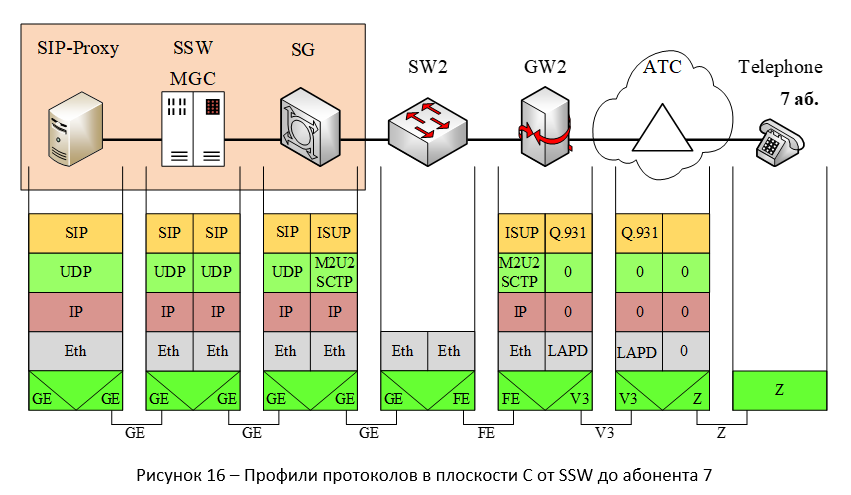 SIP-Proxy SSW SG SW2 GW2 АТС Telephone
MGC 7 аб.
SIP SIP SIP SIP ISUP ISUP Q.931 Q.931
UDP UDP UDP UDP M2U2 SCTP M2U2 SCTP 0 0 0
IP IP IP IP IP IP 0 0 0
Eth Eth Eth Eth Eth Eth Eth Eth LAPD LAPD 0
GE GE GE GE GE GE GE FE FE V3 V3 Z Z
GE GE GE FE V3 Z
Рисунок 16 – Профили протоколов в плоскости С от SSW до абонента 7